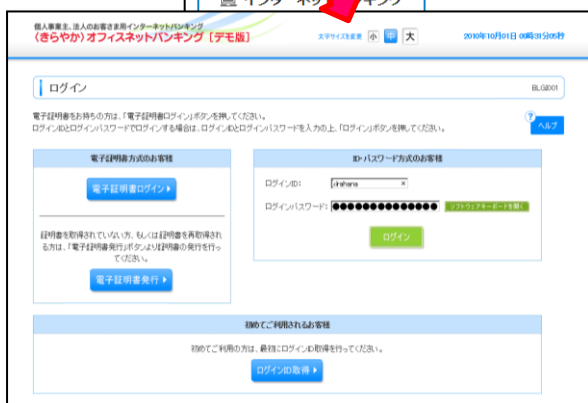 インターネットバンキング
個人事業主、法人のお客さま用インターネットバンキング
〈きらやか〉オフィスネットバンキング [デモ版]
文字サイズを変更 小 中 大
2010年10月01日 00時31分05秒
ログイン
BLGI001
電子証明書をお持ちの方は、「電子証明書ログイン」ボタンを押してください。
ログインIDとログインパスワードでログインする場合は、ログインIDとログインパスワードを入力の上、「ログイン」ボタンを押してください。
? ヘルプ
電子証明書方式のお客様
電子証明書ログイン
証明書を取得されていない方、もしくは証明書を再取得され
る方は、「電子証明書発行」ボタンより証明書の発行を行っ
てください。
電子証明書発行
ID・パスワード方式のお客様
ログインID:
ログインパスワード: ●●●●●●●●●●●●●● ソフトウェアキーボードを開く
ログイン
初めてご利用されるお客様
初めてご利用の方は、最初にログインID取得を行ってください。
ログインID取得